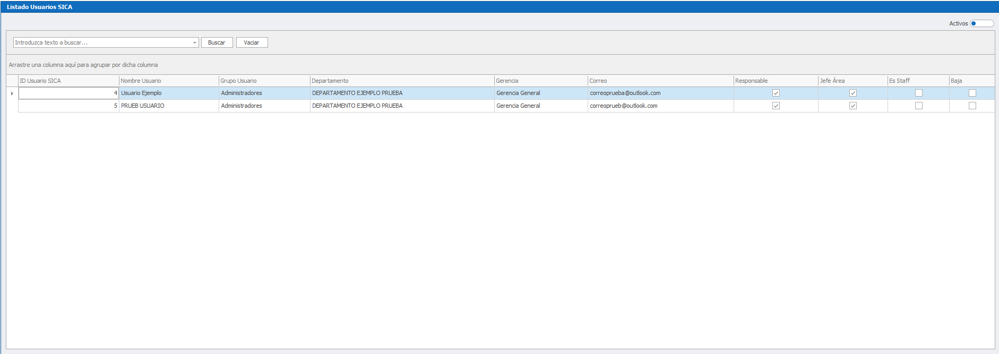 Listado Usuarios SICA
Activos
Introduzca texto a buscar... Buscar Vaciar
Arrastre una columna aquí para agrupar por dicha columna
ID Usuario SICA Nombre Usuario Grupo Usuario Departamento Gerencia Correo Responsable Jefe Área Es Staff Baja
4 Usuario Ejemplo Administradores DEPARTAMENTO EJEMPLO PRUEBA Gerencia General correoprueba@outlook.com
5 PRUEB USUARIO Administradores DEPARTAMENTO EJEMPLO PRUEBA Gerencia General correoprueb@outlook.com